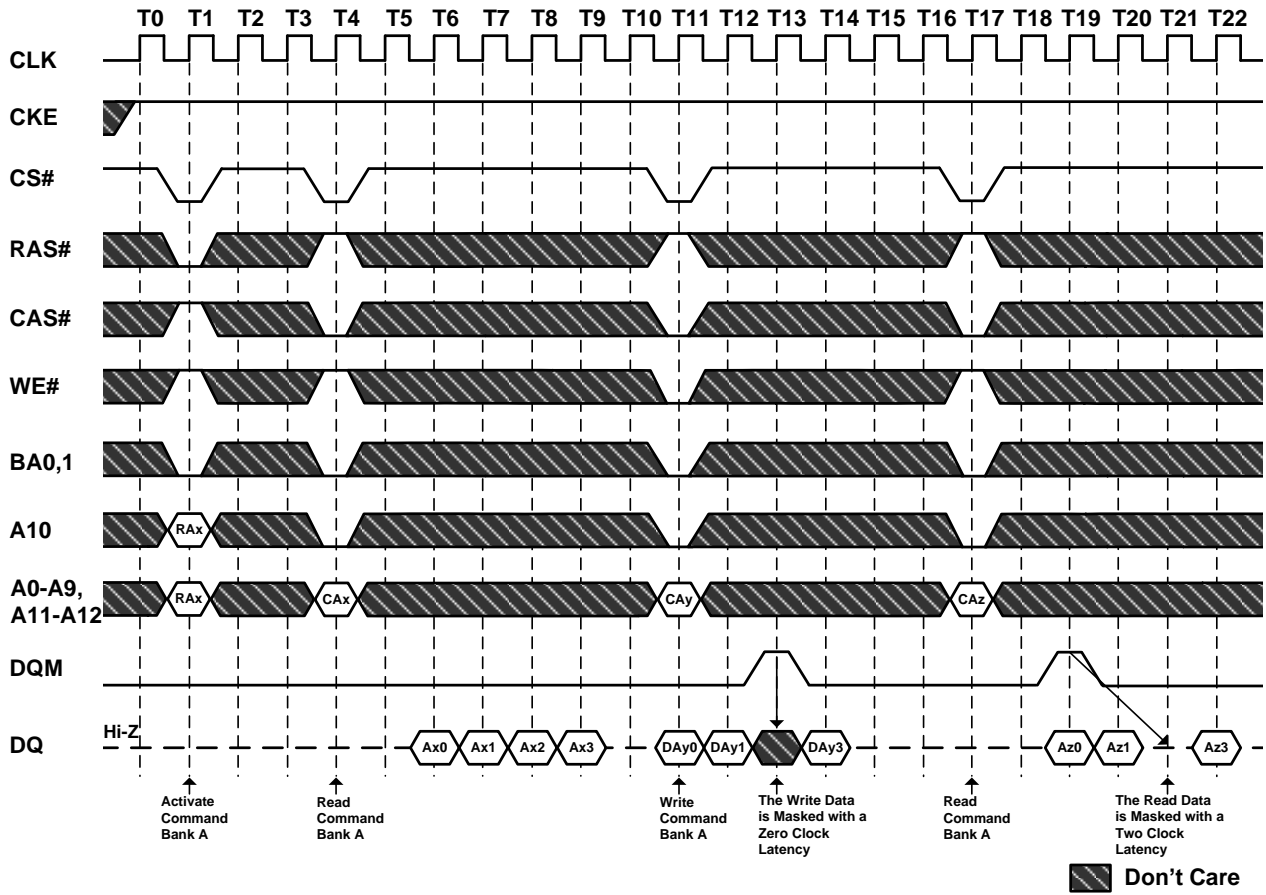 T0 T1 T2 T3 T4 T5 T6 T7 T8 T9 T10 T11 T12 T13 T14 T15 T16 T17 T18 T19 T20 T21 T22
CLK
CKE
CS#
RAS#
CAS#
WE#
BA0,1
A10
RAx
A0-A9,
A11-A12
RAx CAx CAy CAz
DQM
DQ
Hi-Z
Ax0 Ax1 Ax2 Ax3 DAy0 DAy1 DAy3 Az0 Az1 Az3
Activate
Command
Bank A
Read
Command
Bank A
Write
Command
Bank A
The Write Data
is Masked with a
Zero Clock
Latency
Read
Command
Bank A
The Read Data
is Masked with a
Two Clock
Latency
Don't Care